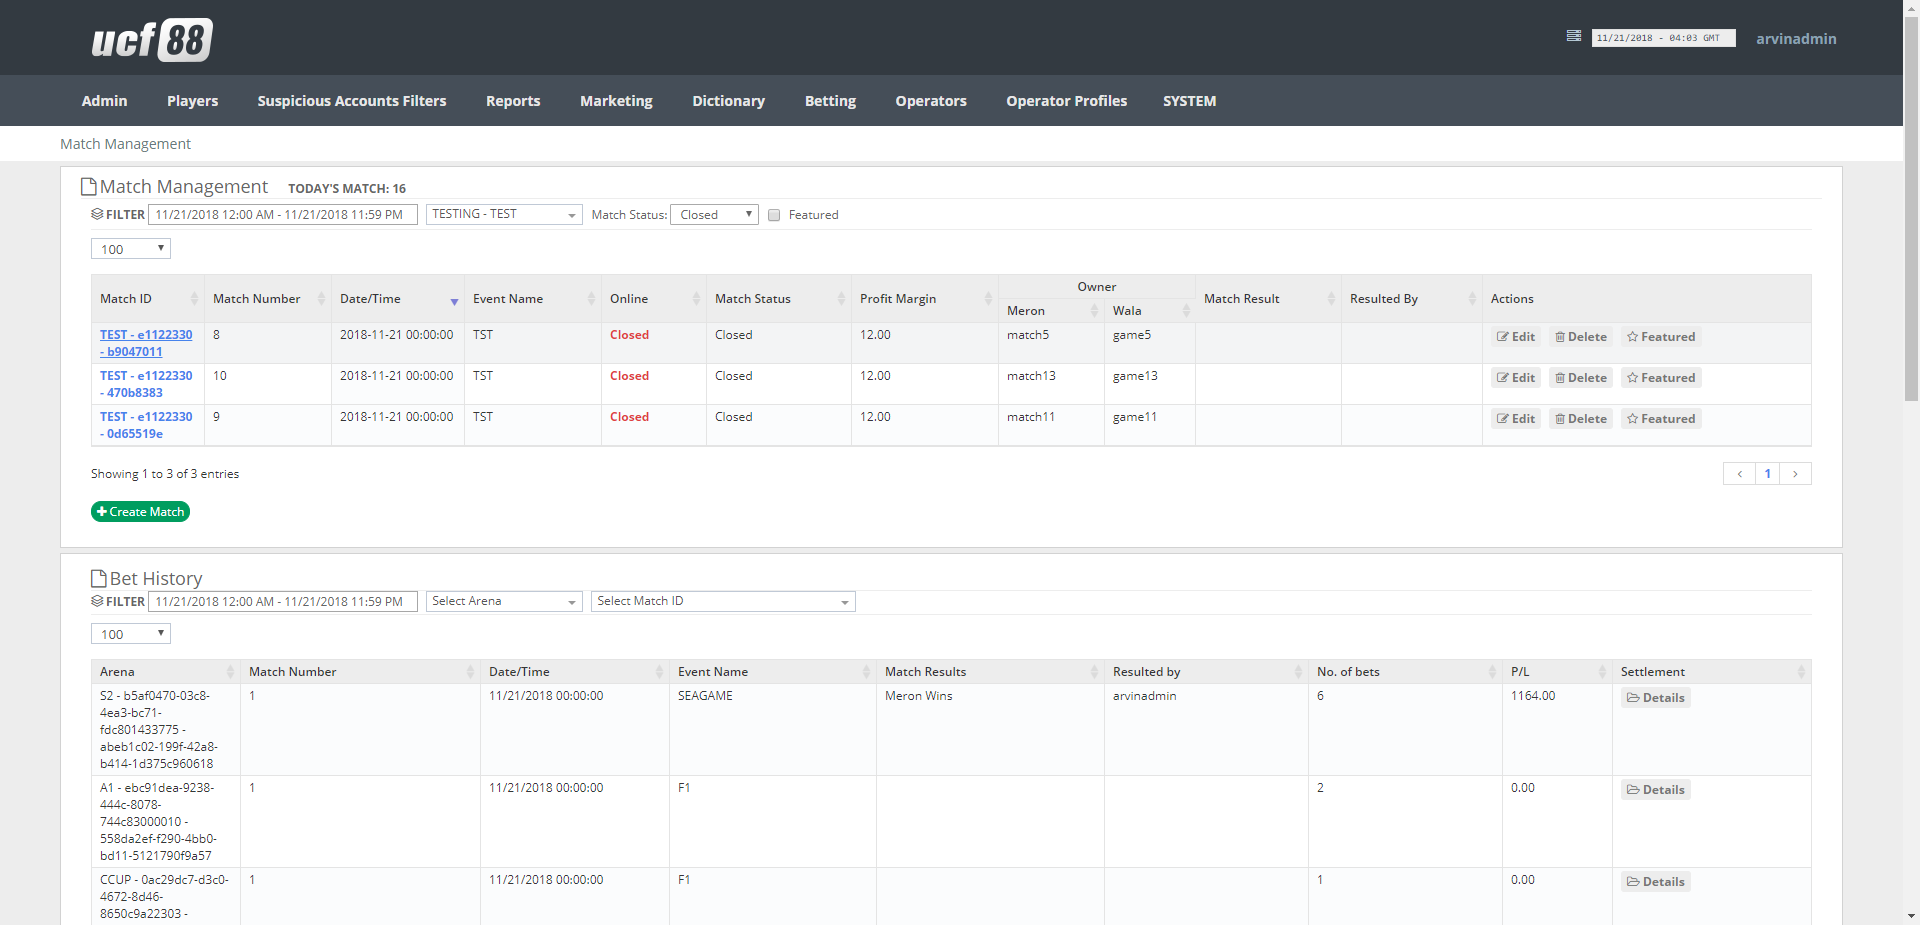 ucf 88
11/21/2018 - 04:03 GMT
arvinadmin
Admin Players Suspicious Accounts Filters Reports Marketing Dictionary Betting Operators Operator Profiles SYSTEM
Match Management
Match Management TODAY'S MATCH: 16
FILTER 11/21/2018 12:00 AM - 11/21/2018 11:59 PM TESTING - TEST Match Status: Closed Featured
100
Owner
Match ID Match Number Date/Time Event Name Online Match Status Profit Margin Meron Wala Match Result Resulted By Actions
TEST - e1122330 8 2018-11-21 00:00:00 TST Closed Closed 12.00 match5 game5 Edit Delete Featured
- b9047011
TEST - e1122330 10 2018-11-21 00:00:00 TST Closed Closed 12.00 match13 game13 Edit Delete Featured
- 470b8383
TEST - e1122330 9 2018-11-21 00:00:00 TST Closed Closed 12.00 match11 game11 Edit Delete Featured
- 0d65519e
Showing 1 to 3 of 3 entries
‹ 1 ›
Create Match
Bet History
FILTER 11/21/2018 12:00 AM - 11/21/2018 11:59 PM Select Arena Select Match ID
100
Arena Match Number Date/Time Event Name Match Results Resulted by No. of bets P/L Settlement
S2 - b5af0470-03c8- 1 11/21/2018 00:00:00 SEAGAME Meron Wins arvinadmin 6 1164.00 Details
4ea3-bc71-
fdc801433775 -
abeb1c02-199f-42a8-
b414-1d375c960618
A1 - ebc91dea-9238- 1 11/21/2018 00:00:00 F1 2 0.00 Details
444c-8078-
744c83000010 -
558da2ef-f290-4bb0-
bd11-5121790f9a57
CCUP - 0ac29dc7-d3c0- 1 11/21/2018 00:00:00 F1 1 0.00 Details
4672-8d46-
8650c9a22303 -